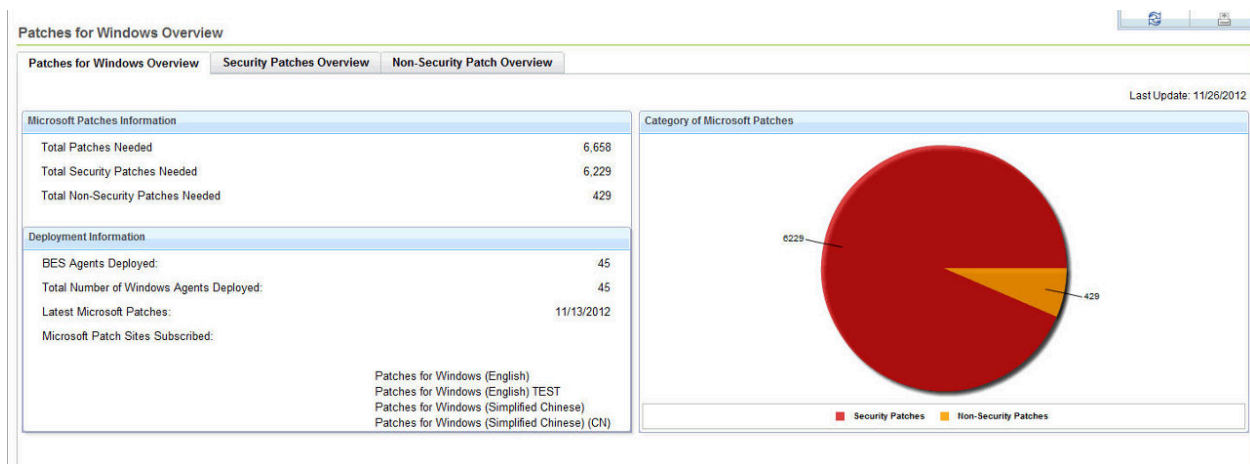 Patches for Windows Overview
Patches for Windows Overview Security Patches Overview Non-Security Patch Overview
Last Update: 11/26/2012
Microsoft Patches Information
Total Patches Needed 6,658
Total Security Patches Needed 6,229
Total Non-Security Patches Needed 429
Deployment Information
BES Agents Deployed: 45
Total Number of Windows Agents Deployed: 45
Latest Microsoft Patches: 11/13/2012
Microsoft Patch Sites Subscribed:
Patches for Windows (English)
Patches for Windows (English) TEST
Patches for Windows (Simplified Chinese)
Patches for Windows (Simplified Chinese) (CN)
Category of Microsoft Patches
6229
429
Security Patches Non-Security Patches